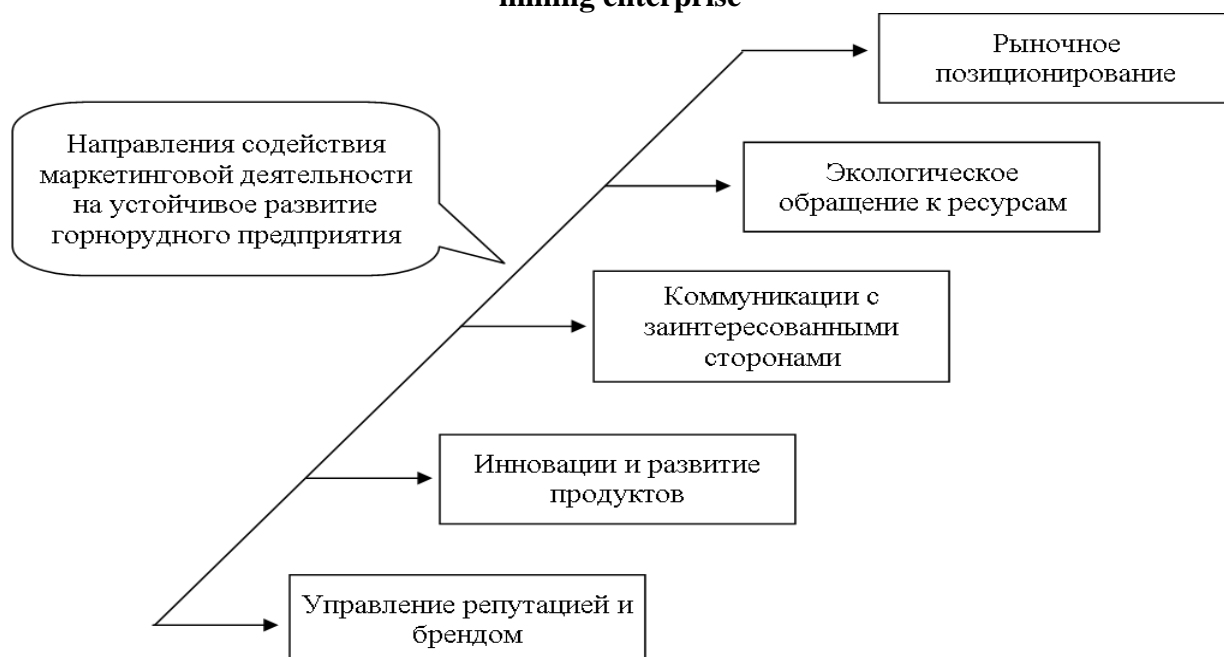 mining enterprise
Рыночное
позиционирование
Направления содействия
маркетинговой деятельности
на устойчивое развитие
горнорудного предприятия
Экологическое
обращение к ресурсам
Коммуникации с
заинтересованными
сторонами
Инновации и развитие
продуктов
Управление репутацией и
брендом